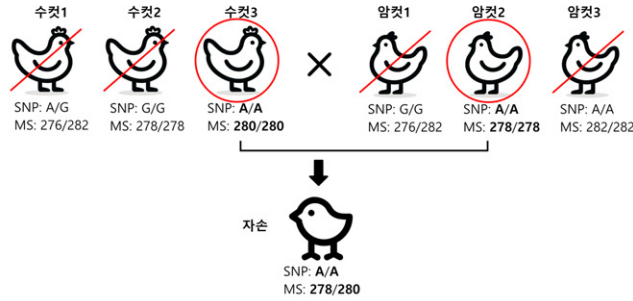 수컷1 수컷2 수컷3 암컷1 암컷2 암컷3
SNP: A/G SNP: G/G SNP: A/A SNP: G/G SNP: A/A SNP: A/A
MS: 276/282 MS: 278/278 MS: 280/280 MS: 276/282 MS: 278/278 MS: 282/282
자손
SNP: A/A
MS: 278/280